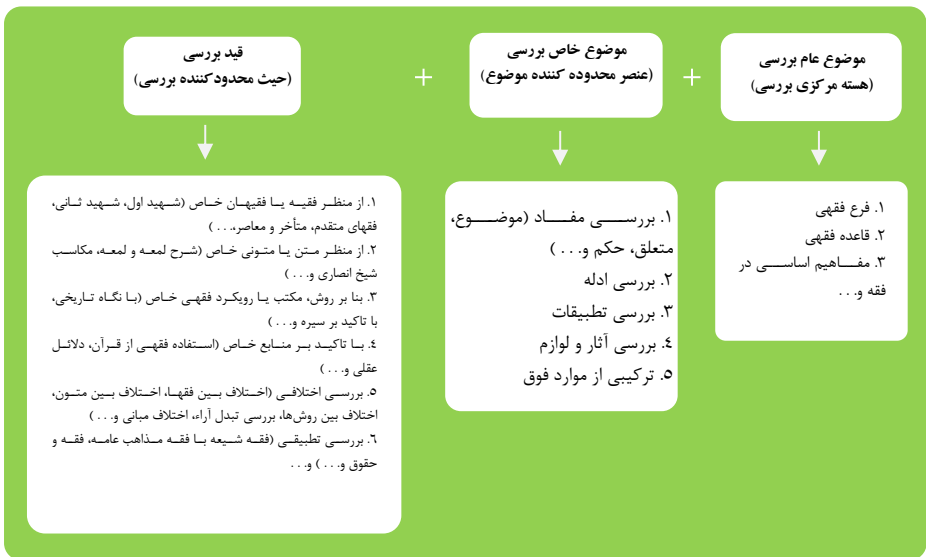 موضوع عام بررسی
(هسته مرکزی بررسی)
+
موضوع خاص بررسی
(عنصر محدوده کننده موضوع)
+
قید بررسی
(حیث محدودکننده بررسی)
۱. فرع فقهی
۲. قاعده فقهی
۳. مفاهیم اساسی در
فقه و. . .
۱. بررسی مفاد (موضوع،
متعلق، حکم و. . . )
۲. بررسی ادله
۳. بررسی تطبیقات
٤. بررسی آثار و لوازم
٥. ترکیبی از موارد فوق
۱. از منظر فقیه یا فقیهان خاص (شهید اول، شهید ثانی،
فقهای متقدم، متأخر و معاصر،. . . )
۲. از منظر متن یا متونی خاص (شرح لمعه و لمعه، مکاسب
شیخ انصاری و. . . )
۳. بنا بر روش، مکتب یا رویکرد فقهی خاص (با نگاه تاریخی،
با تاکید بر سیره و. . . )
٤. با تاکید بر منابع خاص (استفاده فقهی از قرآن، دلائل
عقلی و. . . )
٥. بررسی اختلافی (اختلاف بین فقها، اختلاف بین متون،
اختلاف بین روش‌ها، بررسی تبدل آراء، اختلاف مبانی و. . . )
٦. بررسی تطبیقی (فقه شیعه با فقه مذاهب عامه، فقه و
حقوق و. . . ) و. . .